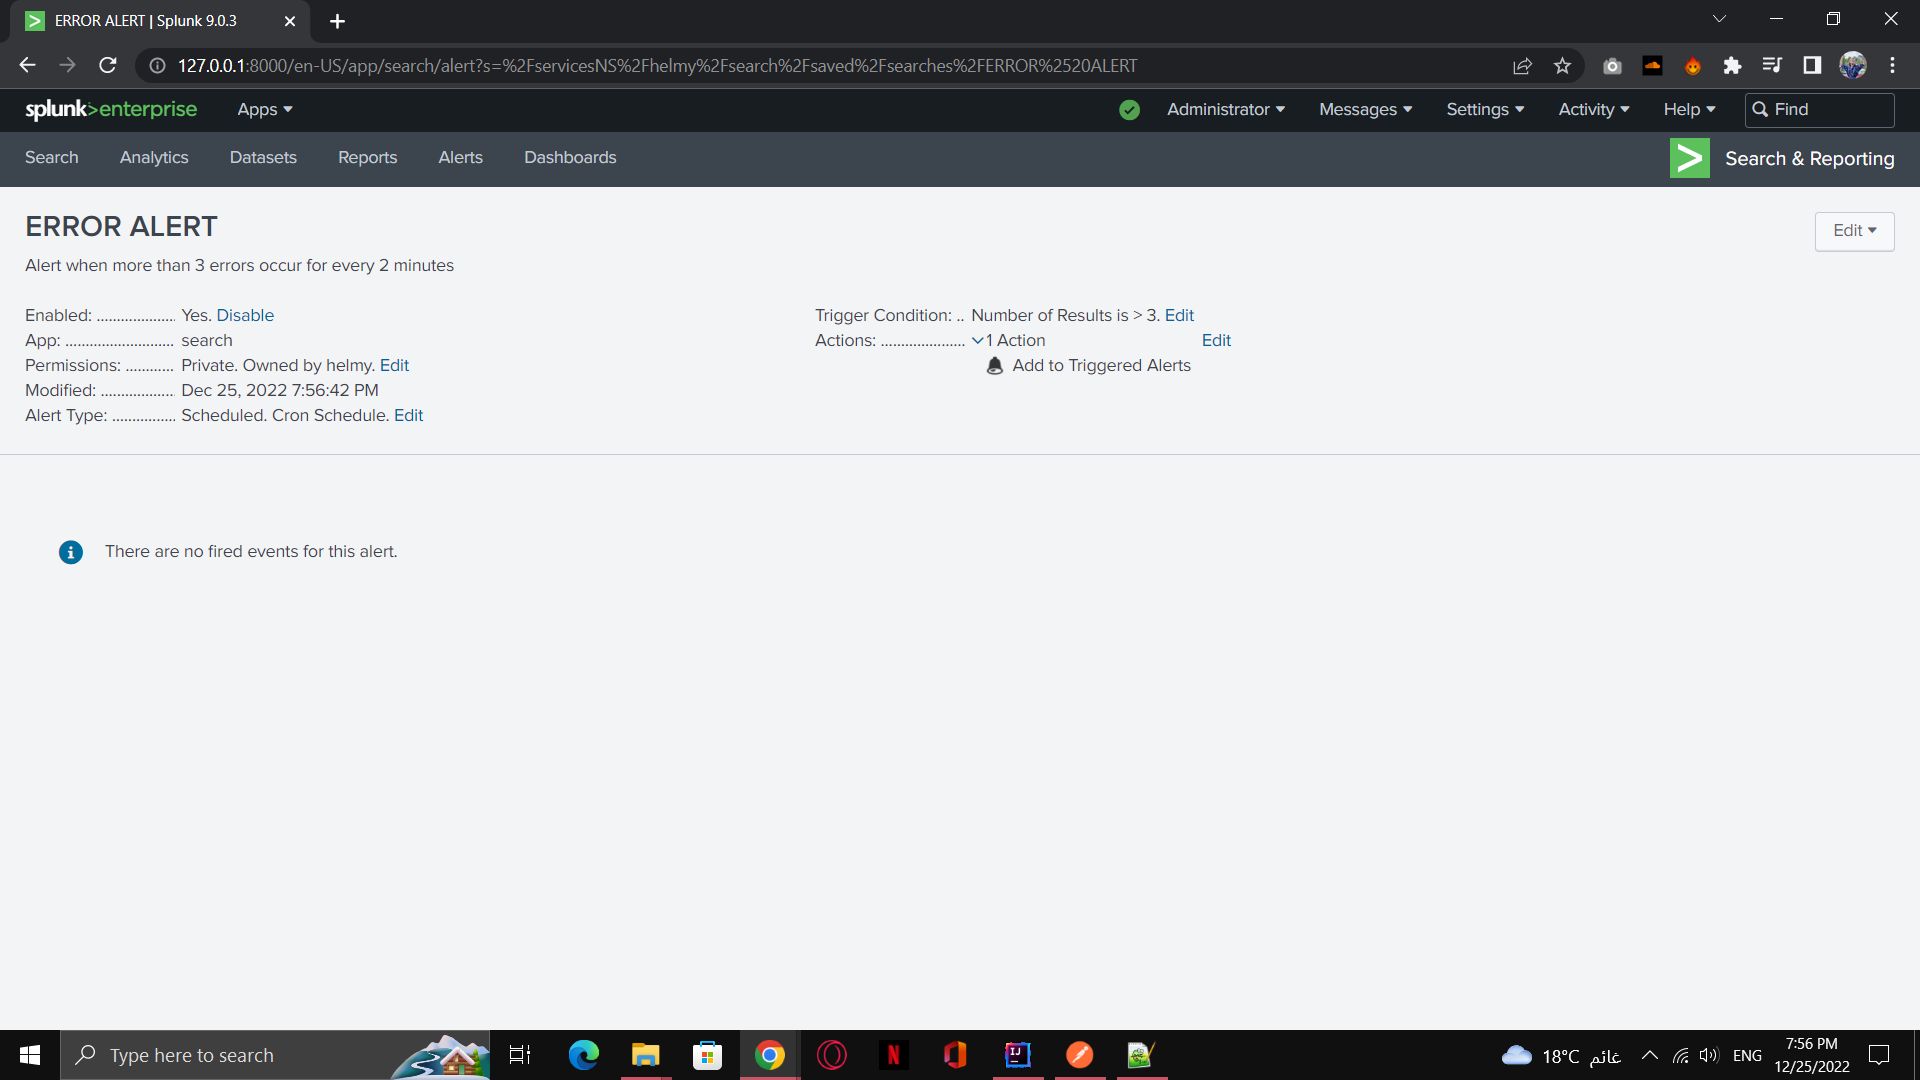 ERROR ALERT | Splunk 9.0.3
127.0.0.1:8000/en-US/app/search/alert?s=%2FservicesNS%2Fhelmy%2Fsearch%2Fsaved%2Fsearches%2FERROR%2520ALERT
splunk>enterprise Apps Administrator Messages Settings Activity Help Find
Search Analytics Datasets Reports Alerts Dashboards Search & Reporting
ERROR ALERT
Edit
Alert when more than 3 errors occur for every 2 minutes
Enabled: ................... Yes. Disable
App: ........................... search
Permissions: ............ Private. Owned by helmy. Edit
Modified: .................. Dec 25, 2022 7:56:42 PM
Alert Type: ................ Scheduled. Cron Schedule. Edit
Trigger Condition: .. Number of Results is > 3. Edit
Actions: ..................... 1 Action Edit
Add to Triggered Alerts
There are no fired events for this alert.
Type here to search
18°C غائم
ENG
7:56 PM
12/25/2022